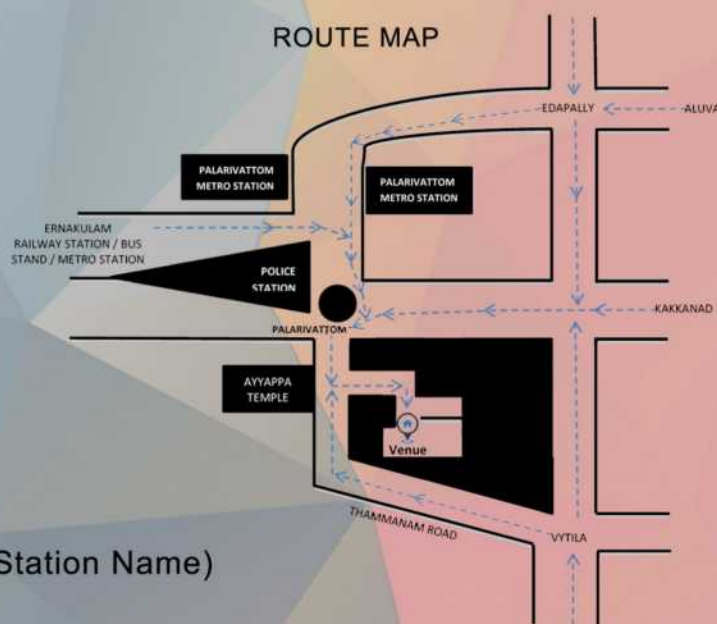 ROUTE MAP
EDAPALLY
ALUVA
PALARIVATTOM
METRO STATION
PALARIVATTOM
METRO STATION
ERNAKULAM
RAILWAY STATION / BUS
STAND / METRO STATION
POLICE
STATION
KAKKANAD
PALARIVATTOM
AYYAPPA
TEMPLE
Venue
THAMMANAM ROAD
VYTILA
Station Name)